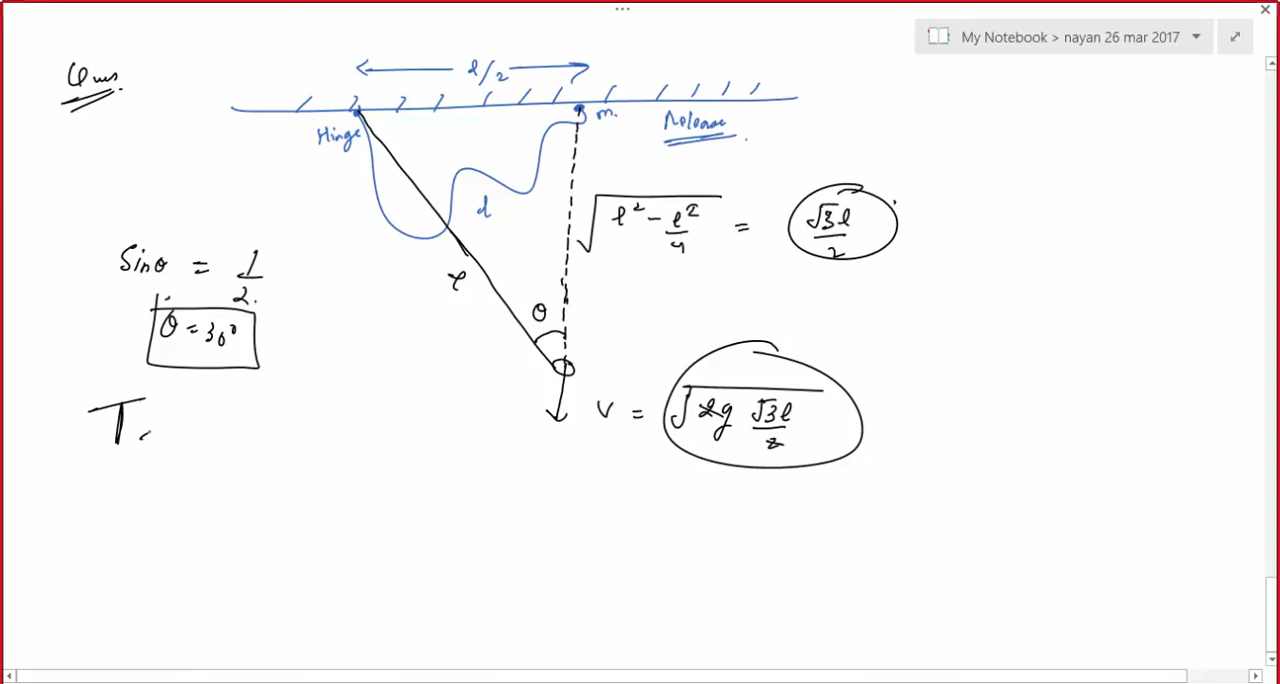 My Notebook > nayan 26 mar 2017
Ques.
l/2
Hinge
m.
Release
l
√(l² - l²/4) = √3l/2
Sinθ = 1/2.
l
θ
θ = 30°
V = √(2g √3l/2)
T